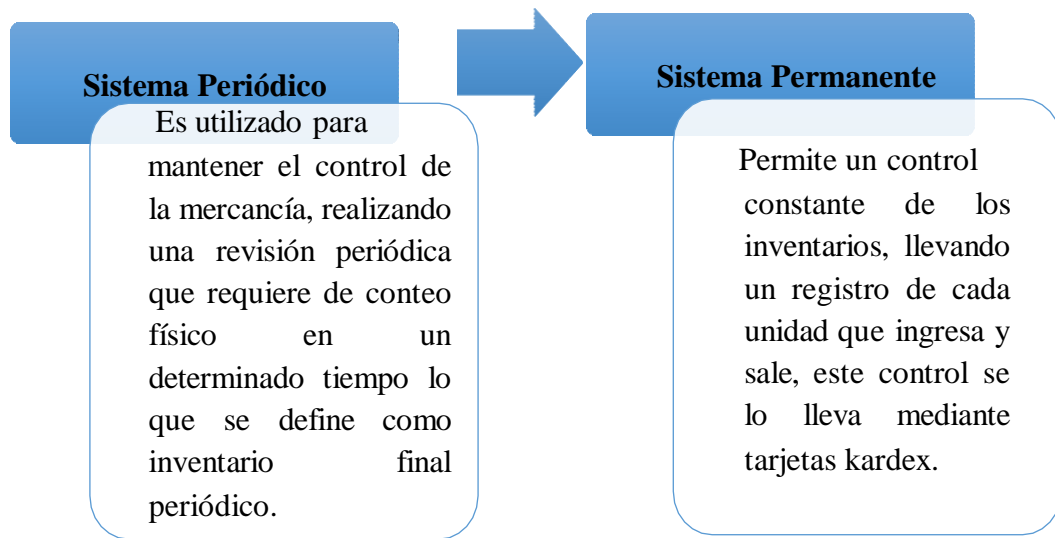 Sistema Periódico
Es utilizado para
mantener el control de
la mercancía, realizando
una revisión periódica
que requiere de conteo
físico en un
determinado tiempo lo
que se define como
inventario final
periódico.
Sistema Permanente
Permite un control
constante de los
inventarios, llevando
un registro de cada
unidad que ingresa y
sale, este control se
lo lleva mediante
tarjetas kardex.